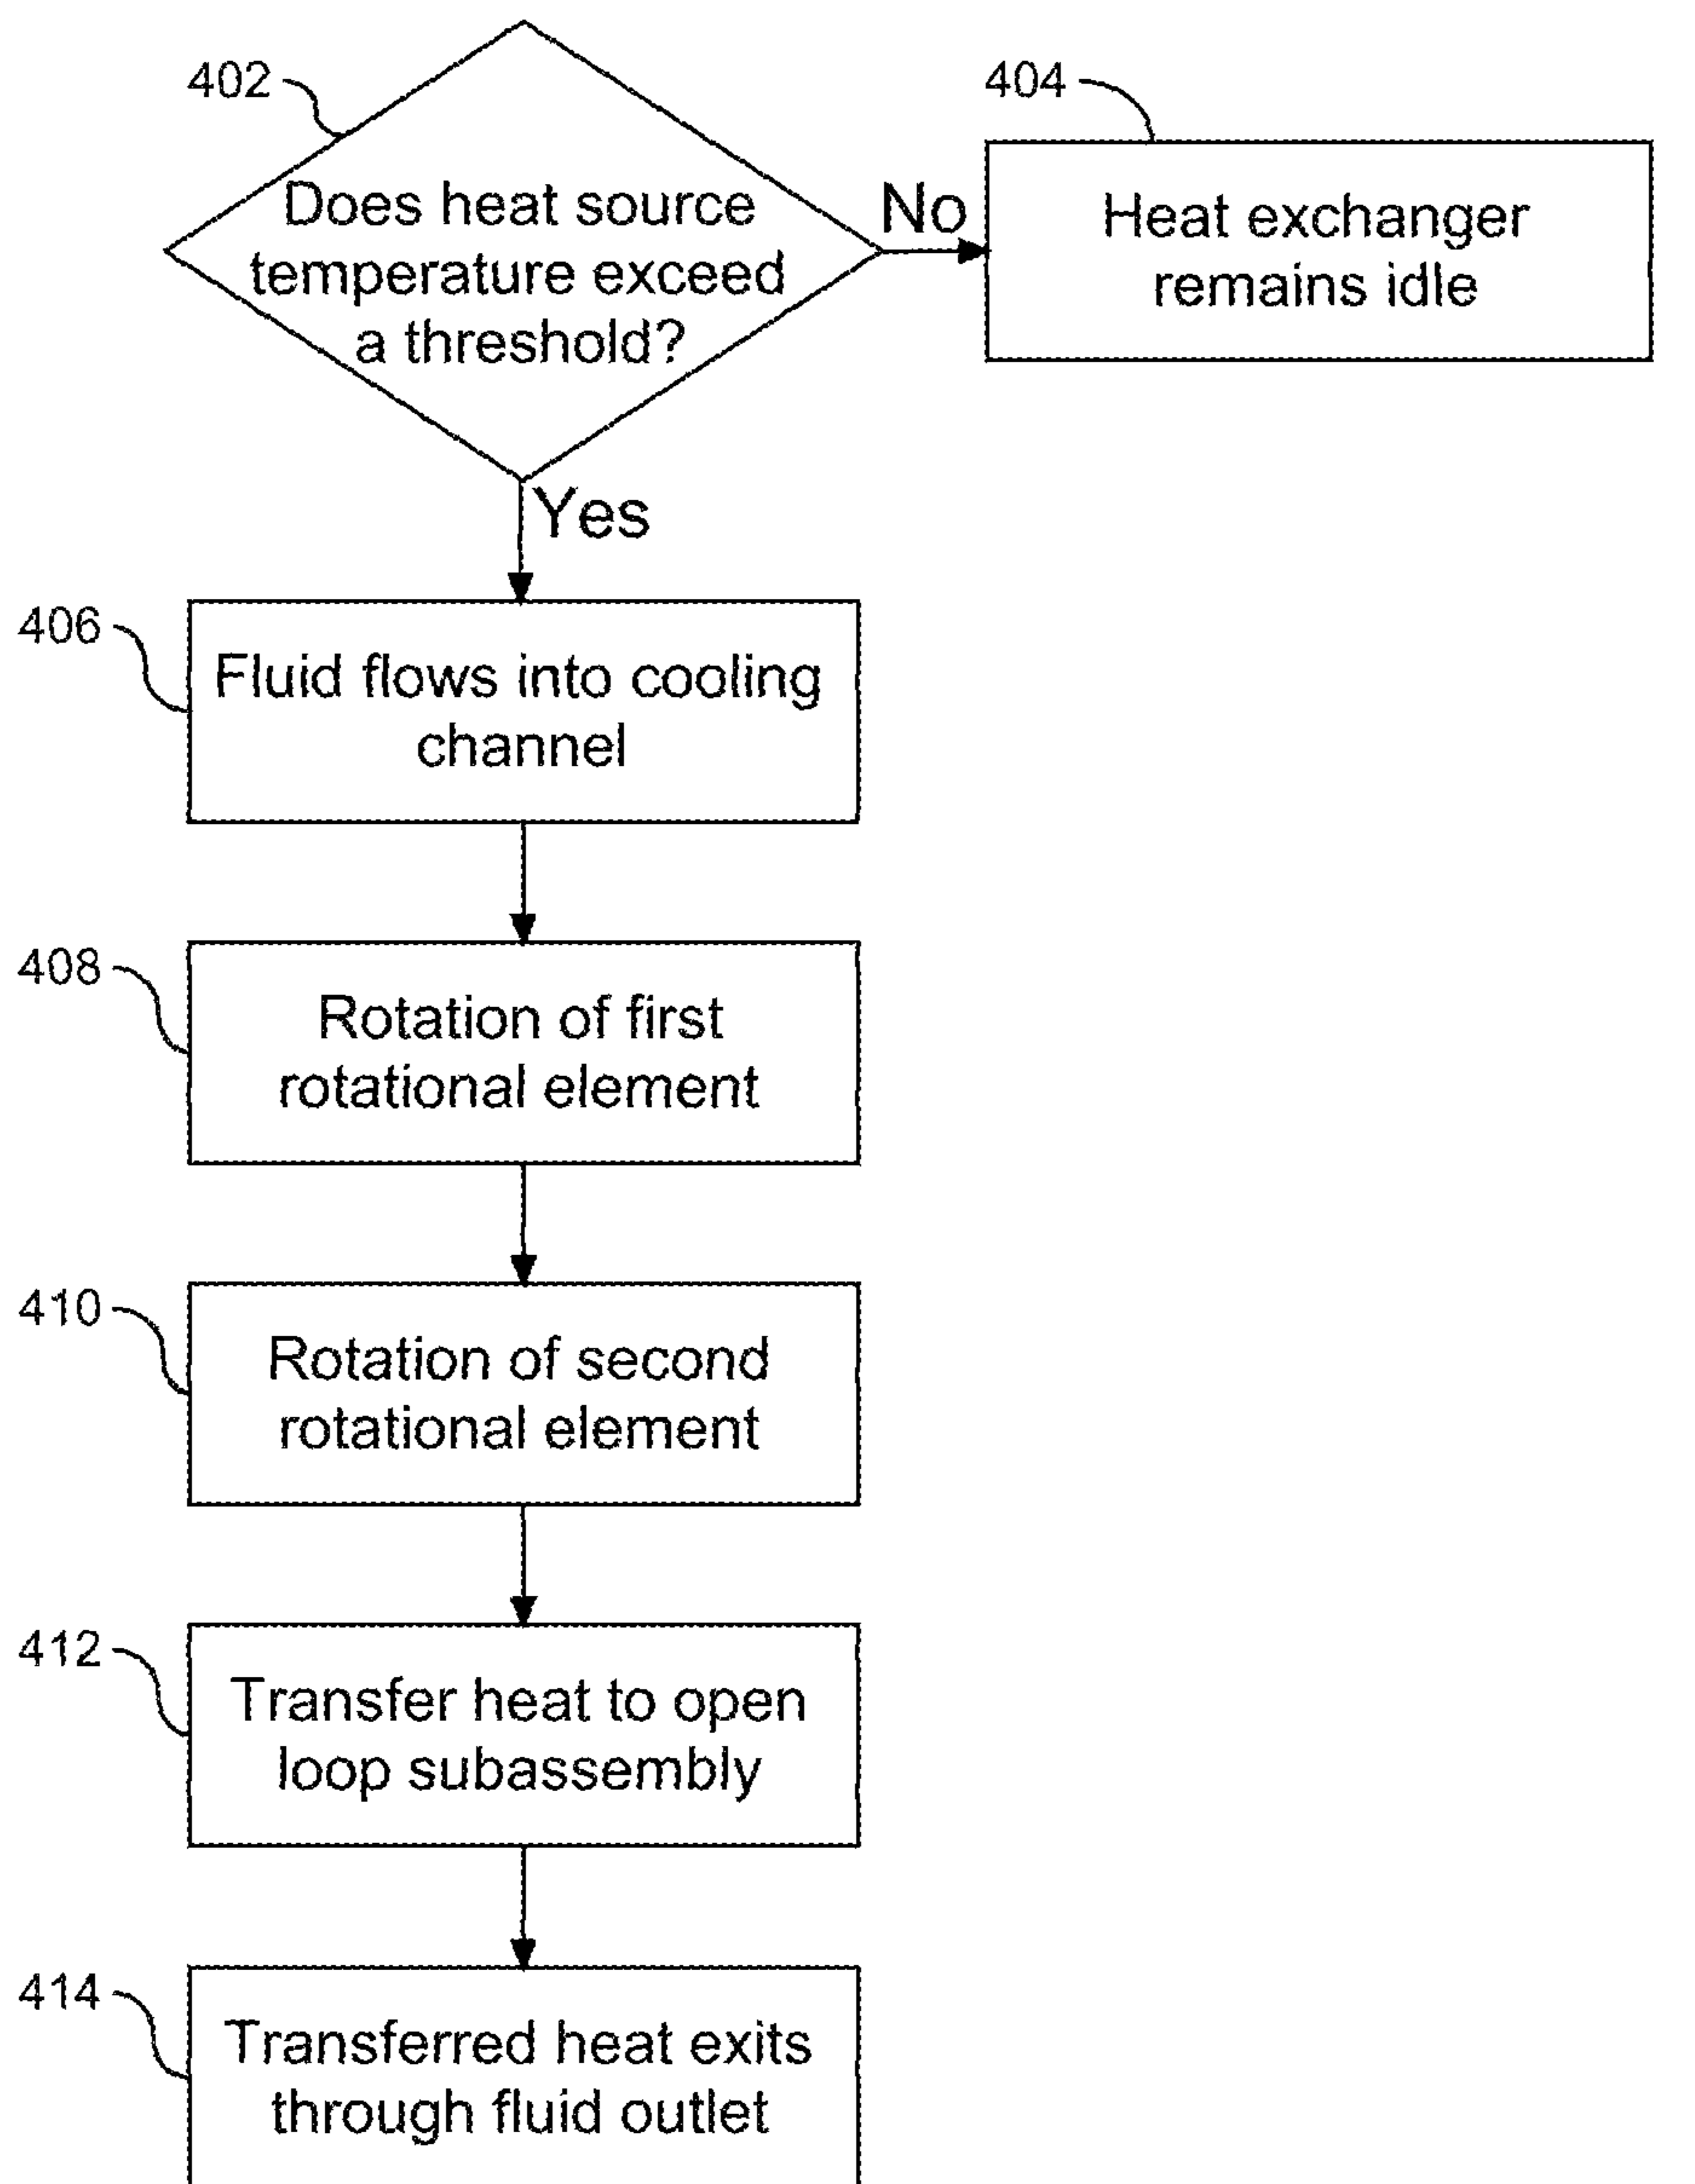 402
Does heat source
temperature exceed
a threshold?
No
404
Heat exchanger
remains idle
Yes
406
Fluid flows into cooling
channel
408
Rotation of first
rotational element
410
Rotation of second
rotational element
412
Transfer heat to open
loop subassembly
414
Transferred heat exits
through fluid outlet